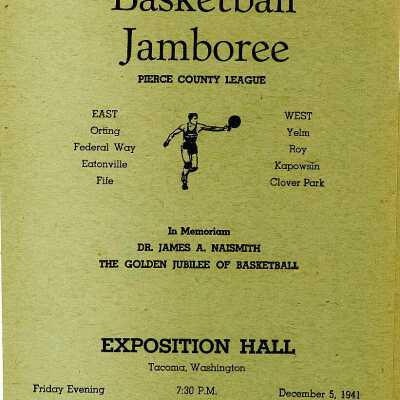 Basketball
Jamboree
PIERCE COUNTY LEAGUE
EAST
Orting
Federal Way
Eatonville
Fife
WEST
Yelm
Roy
Kapowsin
Clover Park
In Memoriam
DR. JAMES A. NAISMITH
THE GOLDEN JUBILEE OF BASKETBALL
EXPOSITION HALL
Tacoma, Washington
Friday Evening 7:30 P.M. December 5, 1941